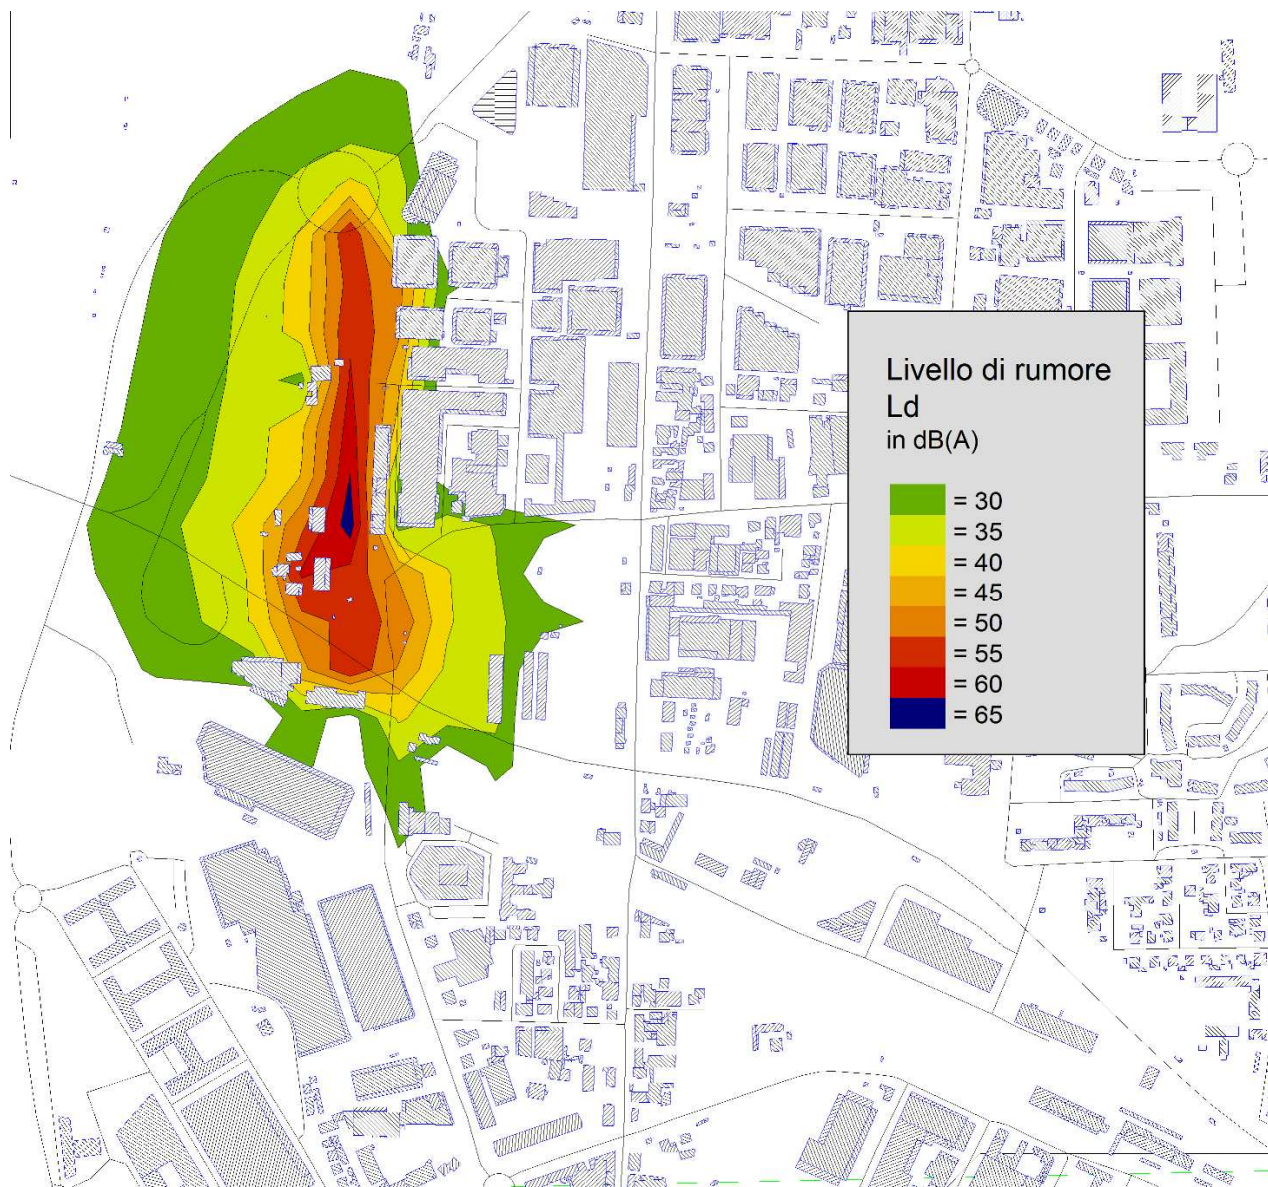 Livello di rumore
Ld
in dB(A)
= 30
= 35
= 40
= 45
= 50
= 55
= 60
= 65